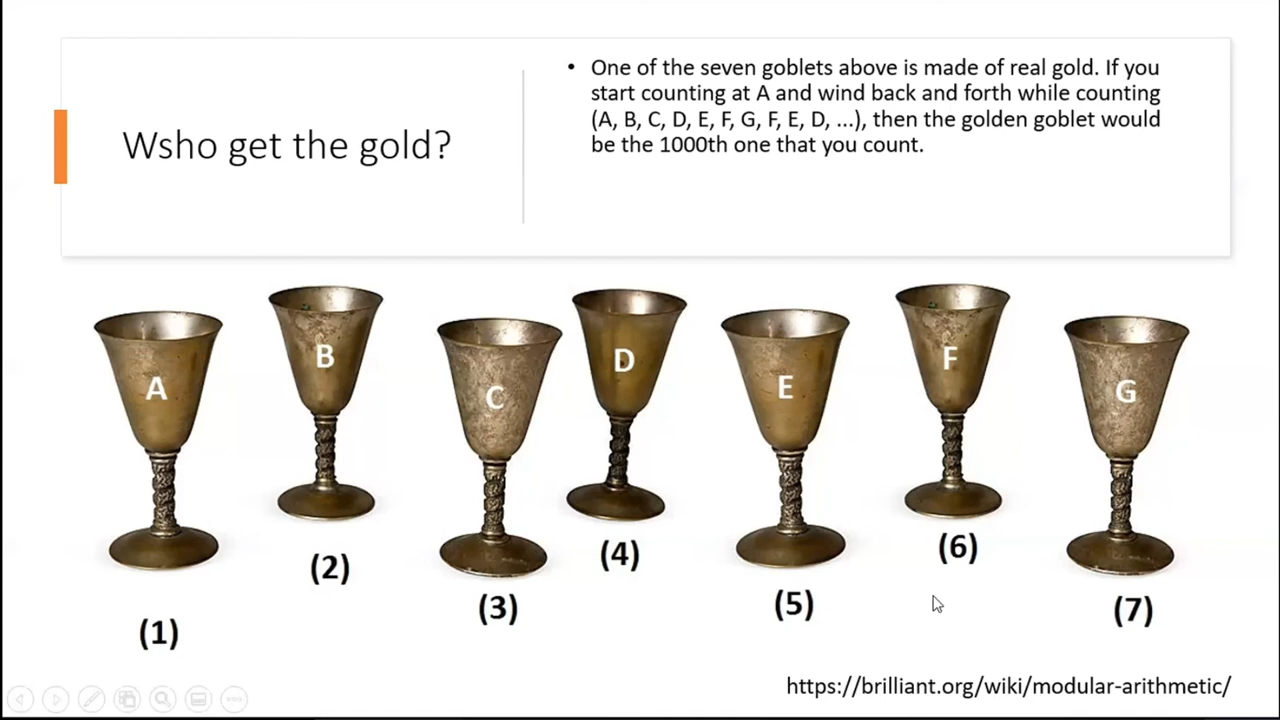 Wsho get the gold?
• One of the seven goblets above is made of real gold. If you
start counting at A and wind back and forth while counting
(A, B, C, D, E, F, G, F, E, D, ...), then the golden goblet would
be the 1000th one that you count.
A
B
C
D
E
F
G
(1)
(2)
(3)
(4)
(5)
(6)
(7)
https://brilliant.org/wiki/modular-arithmetic/